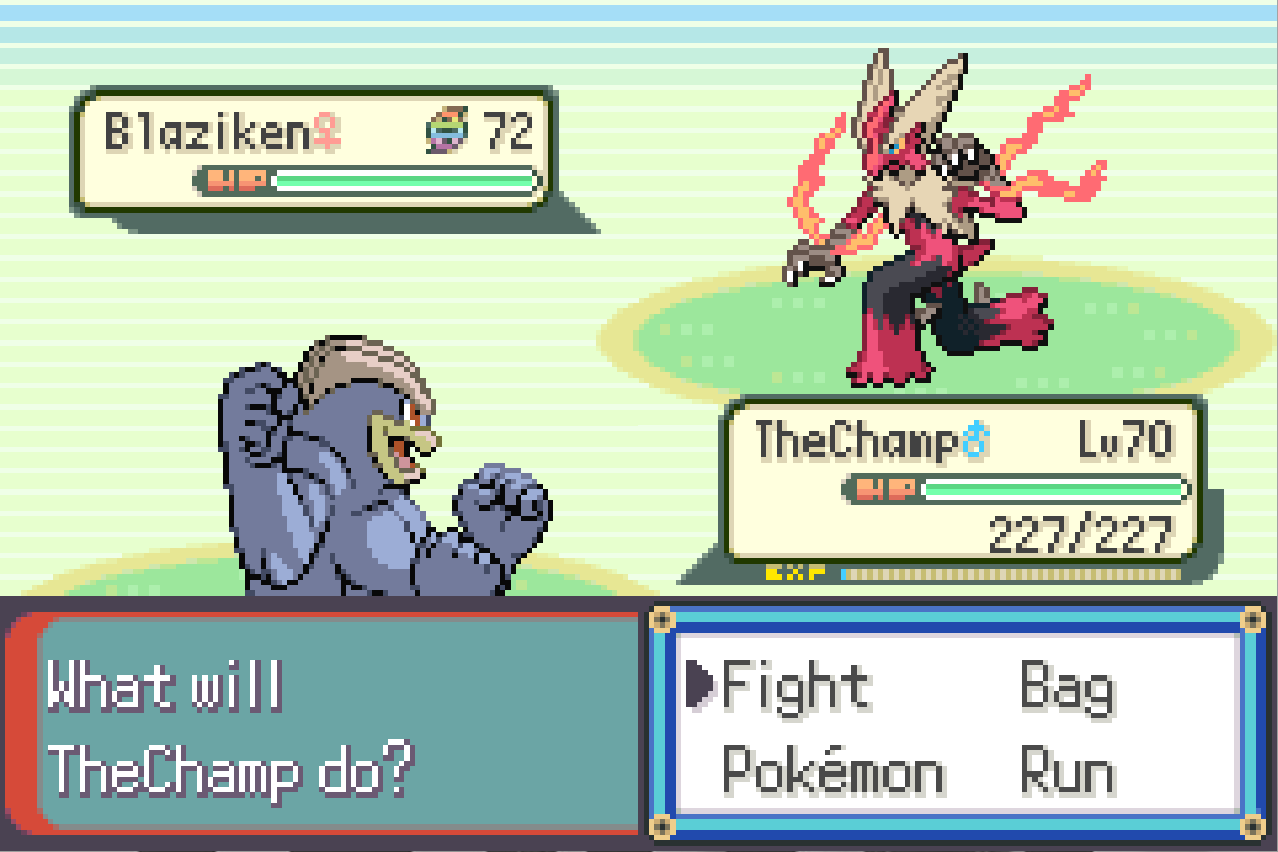 Blaziken♀ 72
HP
TheChamp♂ Lv70
HP
227/227
EXP
What will
TheChamp do?
Fight Bag
Pokémon Run